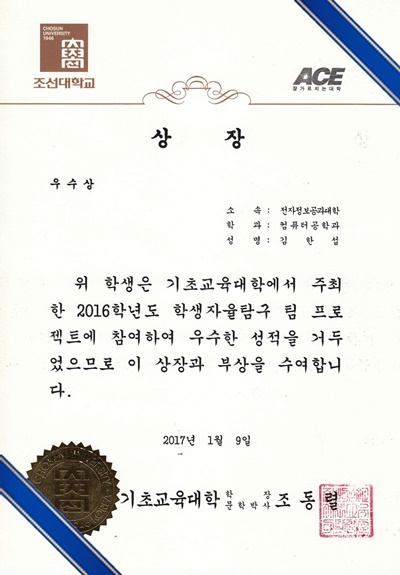 CHOSUN
UNIVERSITY
1946
조선대학교
ACE
잘가르치는대학
상 장
우수상
소 속 : 전자정보공과대학
학 과 : 컴퓨터공학과
성 명 : 김 한 섭
위 학생은 기초교육대학에서 주최
한 2016학년도 학생자율탐구 팀 프로
젝트에 참여하여 우수한 성적을 거두
었으므로 이 상장과 부상을 수여합니
다.
2017년 1월 9일
기초교육대학 학 장 문학박사 조 동 렬